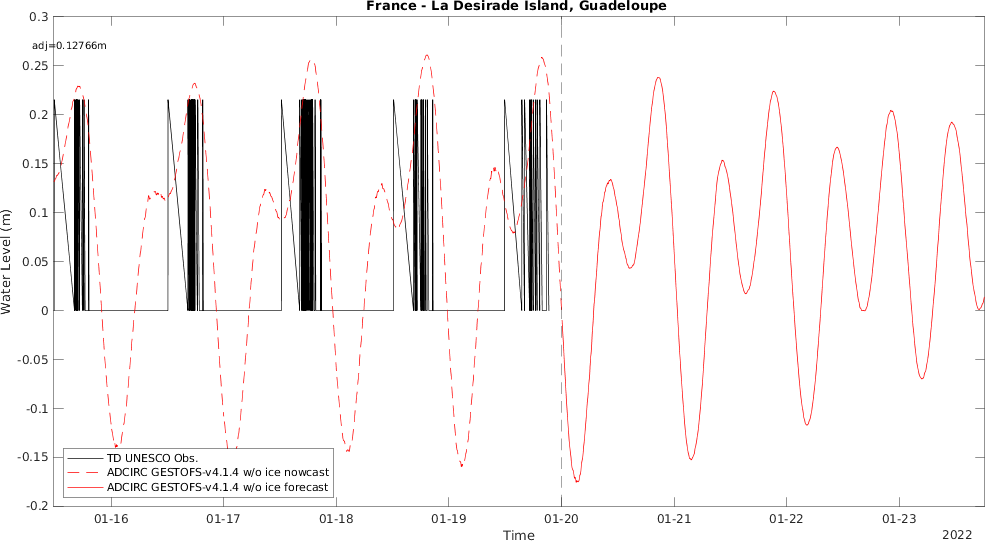 France - La Desirade Island, Guadeloupe
adj=0.12766m
0.3
0.25
0.2
0.15
0.1
0.05
0
-0.05
-0.1
-0.15
-0.2
Water Level (m)
TD UNESCO Obs.
ADCIRC GESTOFS-v4.1.4 w/o ice nowcast
ADCIRC GESTOFS-v4.1.4 w/o ice forecast
01-16 01-17 01-18 01-19 01-20 01-21 01-22 01-23
Time
2022